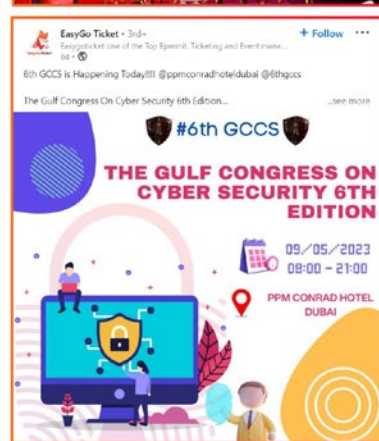 EasyGo Ticket • 3rd+
+ Follow ...
Easygoticket one of the Top Epermit, Ticketing and Event mana...
6d •
6th GCCS is Happening Today!!!! @ppmconradhoteldubai @6thgccs
The Gulf Congress On Cyber Security 6th Edition...
...see more
#6th GCCS
THE GULF CONGRESS ON
CYBER SECURITY 6TH
EDITION
09/05/2023
08:00 - 21:00
PPM CONRAD HOTEL
DUBAI